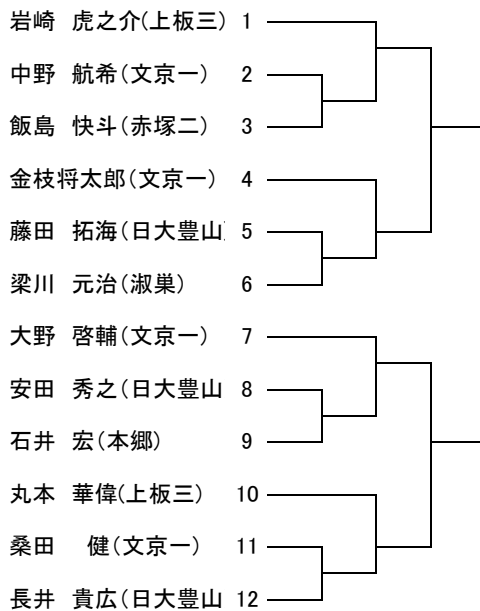 岩崎 虎之介(上板三) 1
中野 航希(文京一) 2
飯島 快斗(赤塚二) 3
金枝将太郎(文京一) 4
藤田 拓海(日大豊山) 5
梁川 元治(淑巣) 6
大野 啓輔(文京一) 7
安田 秀之(日大豊山 8
石井 宏(本郷) 9
丸本 華偉(上板三) 10
桑田 健(文京一) 11
長井 貴広(日大豊山 12